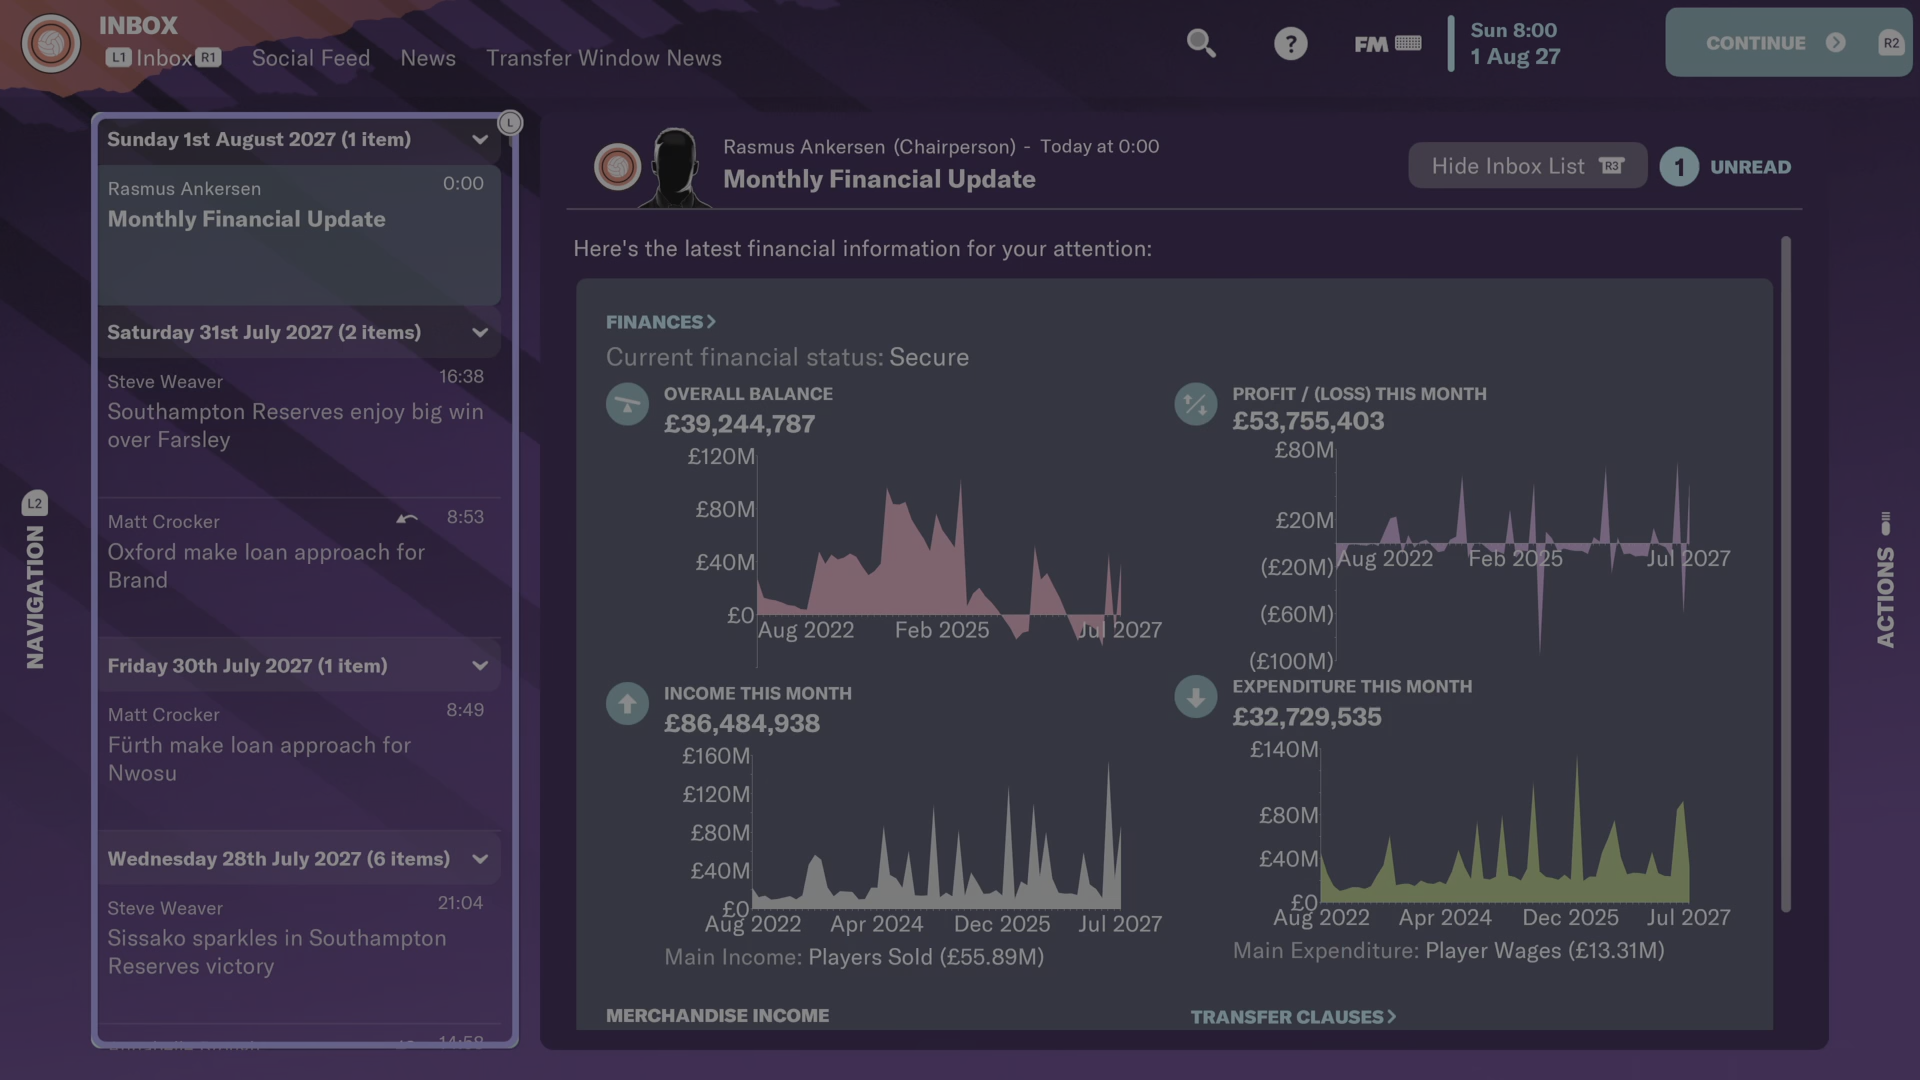 INBOX
L1 Inbox R1 Social Feed News Transfer Window News
? FM
Sun 8:00
1 Aug 27
CONTINUE R2
L
Sunday 1st August 2027 (1 item)
Rasmus Ankersen 0:00
Monthly Financial Update
Saturday 31st July 2027 (2 items)
Steve Weaver 16:38
Southampton Reserves enjoy big win
over Farsley
Matt Crocker 8:53
Oxford make loan approach for
Brand
Friday 30th July 2027 (1 item)
Matt Crocker 8:49
Fürth make loan approach for
Nwosu
Wednesday 28th July 2027 (6 items)
Steve Weaver 21:04
Sissako sparkles in Southampton
Reserves victory
14:58
L2
NAVIGATION
Rasmus Ankersen (Chairperson) - Today at 0:00
Monthly Financial Update
Hide Inbox List R3
1 UNREAD
Here's the latest financial information for your attention:
FINANCES
Current financial status: Secure
OVERALL BALANCE
£39,244,787
£120M
£80M
£40M
£0
Aug 2022 Feb 2025 Jul 2027
PROFIT / (LOSS) THIS MONTH
£53,755,403
£80M
£20M
(£20M)
(£60M)
(£100M)
Aug 2022 Feb 2025 Jul 2027
INCOME THIS MONTH
£86,484,938
£160M
£120M
£80M
£40M
£0
Aug 2022 Apr 2024 Dec 2025 Jul 2027
Main Income: Players Sold (£55.89M)
EXPENDITURE THIS MONTH
£32,729,535
£140M
£80M
£40M
£0
Aug 2022 Apr 2024 Dec 2025 Jul 2027
Main Expenditure: Player Wages (£13.31M)
MERCHANDISE INCOME
TRANSFER CLAUSES
ACTIONS